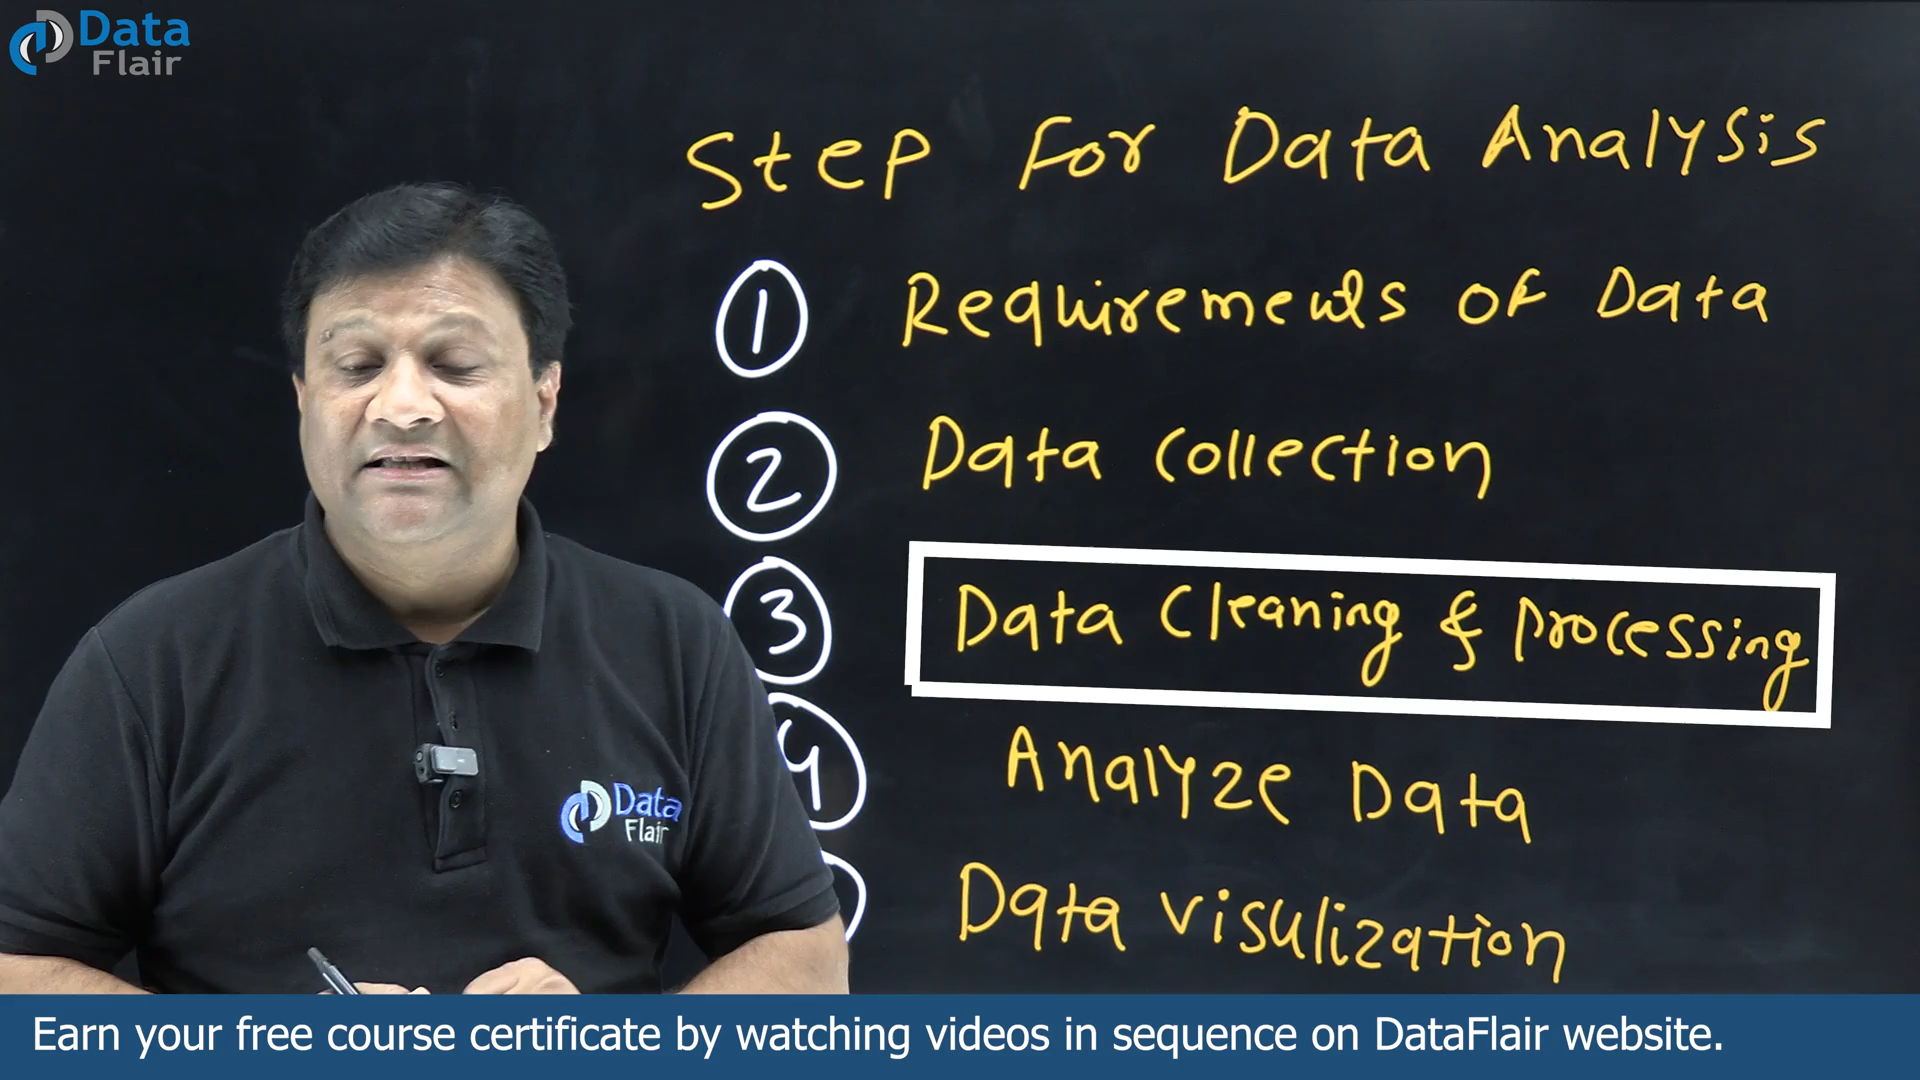 Data
Flair
Step For Data Analysis
1 Requirements of Data
2 Data Collection
3 Data Cleaning & Processing
4 Analyze Data
Data Visulization
Data
Flair
Earn your free course certificate by watching videos in sequence on DataFlair website.